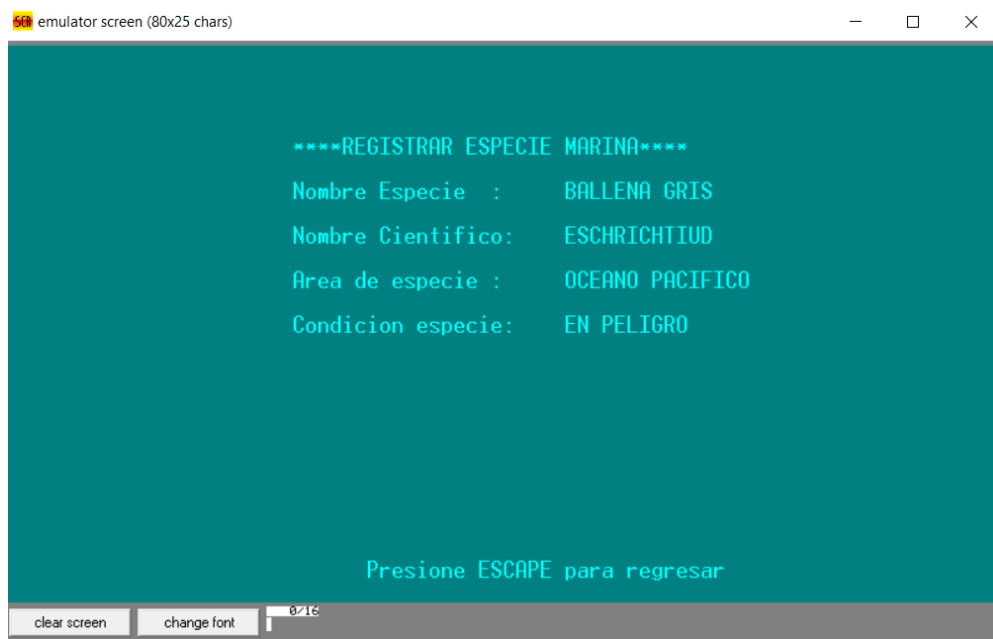 SCR emulator screen (80x25 chars)
****REGISTRAR ESPECIE MARINA****
Nombre Especie  :  BALLENA GRIS
Nombre Cientifico:  ESCHRICHTIUD
Area de especie :  OCEANO PACIFICO
Condicion especie:  EN PELIGRO
Presione ESCAPE para regresar
clear screen  change font  0/16